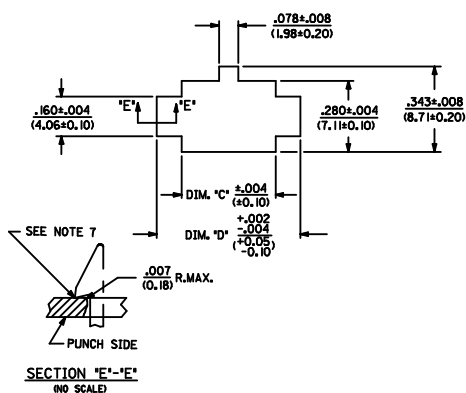 .078±.008
(1.98±0.20)
.160±.004
(4.06±0.10)
"E"
"E"
.280±.004
(7.11±0.10)
.343±.008
(8.71±0.20)
DIM. "C" ±.004
(±0.10)
DIM. "D" +.002
-.004
(+0.05
-0.10
SEE NOTE 7
.007
(0.18) R.MAX.
PUNCH SIDE
SECTION "E"-"E"
(NO SCALE)